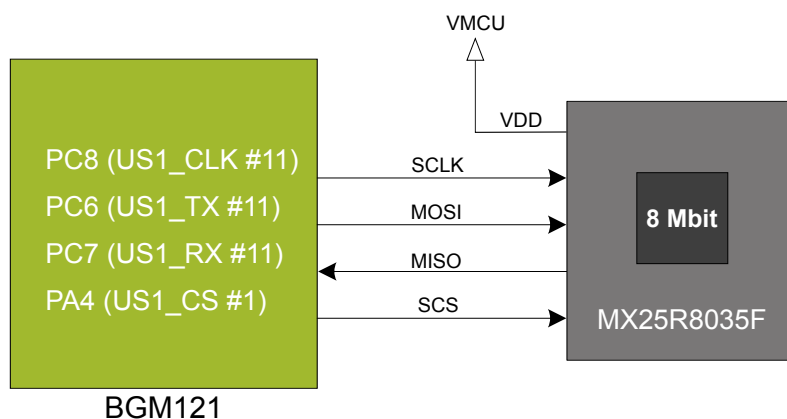 VMCU
VDD
PC8 (US1_CLK #11)
SCLK
PC6 (US1_TX #11)
MOSI
8 Mbit
PC7 (US1_RX #11)
MISO
PA4 (US1_CS #1)
SCS
MX25R8035F
BGM121